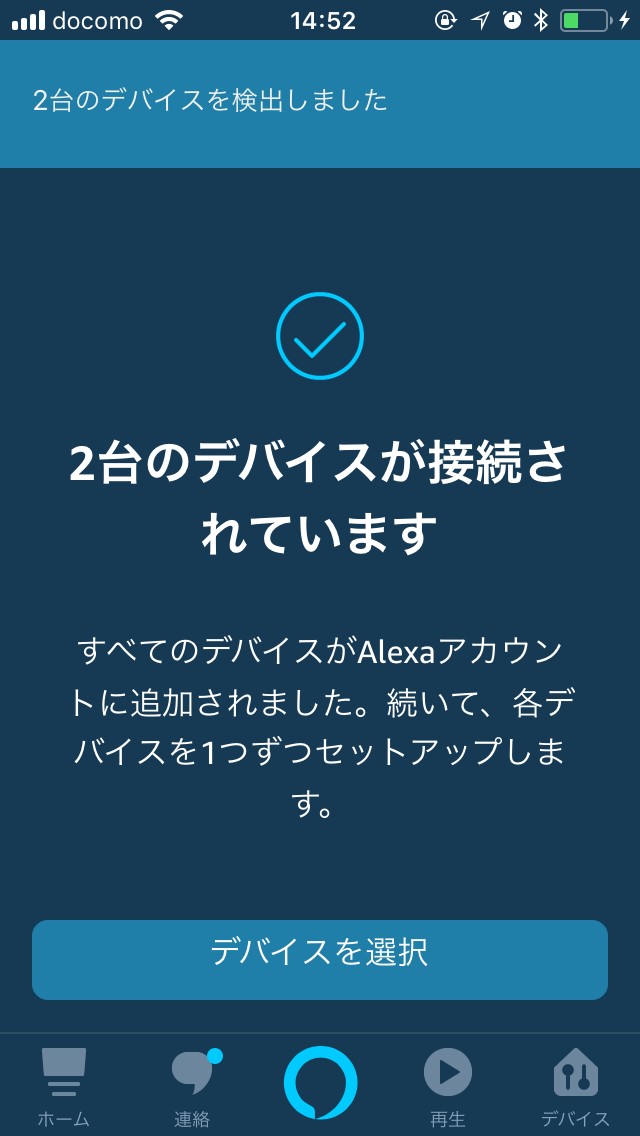 docomo 14:52
2台のデバイスを検出しました
2台のデバイスが接続さ
れています
すべてのデバイスがAlexaアカウン
トに追加されました。続いて、各デ
バイスを1つずつセットアップしま
す。
デバイスを選択
ホーム 連絡 再生 デバイス